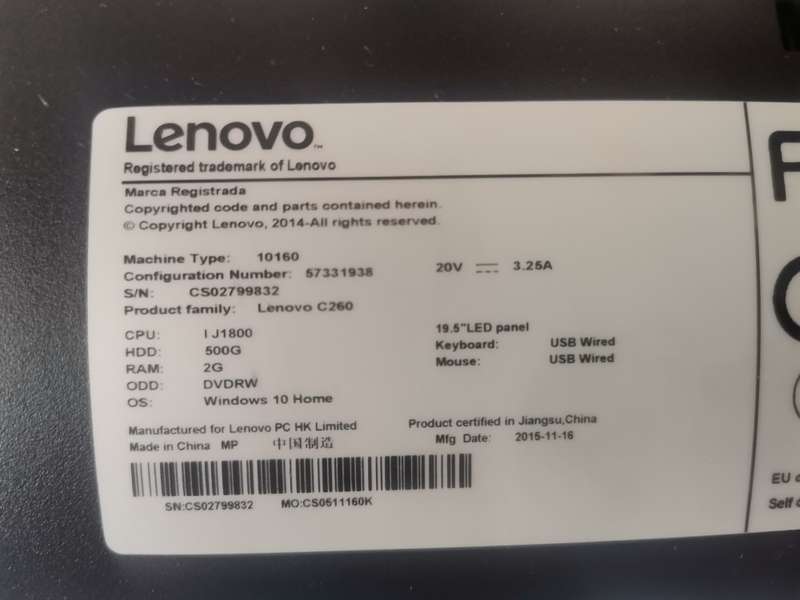 Lenovo™
Registered trademark of Lenovo
Marca Registrada
Copyrighted code and parts contained herein.
© Copyright Lenovo, 2014-All rights reserved.
Machine Type: 10160
Configuration Number: 57331938
20V ⎓ 3.25A
S/N: CS02799832
Product family: Lenovo C260
CPU: I J1800
HDD: 500G
RAM: 2G
ODD: DVDRW
OS: Windows 10 Home
19.5"LED panel
Keyboard: USB Wired
Mouse: USB Wired
Manufactured for Lenovo PC HK Limited
Made in China MP 中国制造
Product certified in Jiangsu,China
Mfg Date: 2015-11-16
SN:CS02799832 MO:CS0511160K
EU
Self